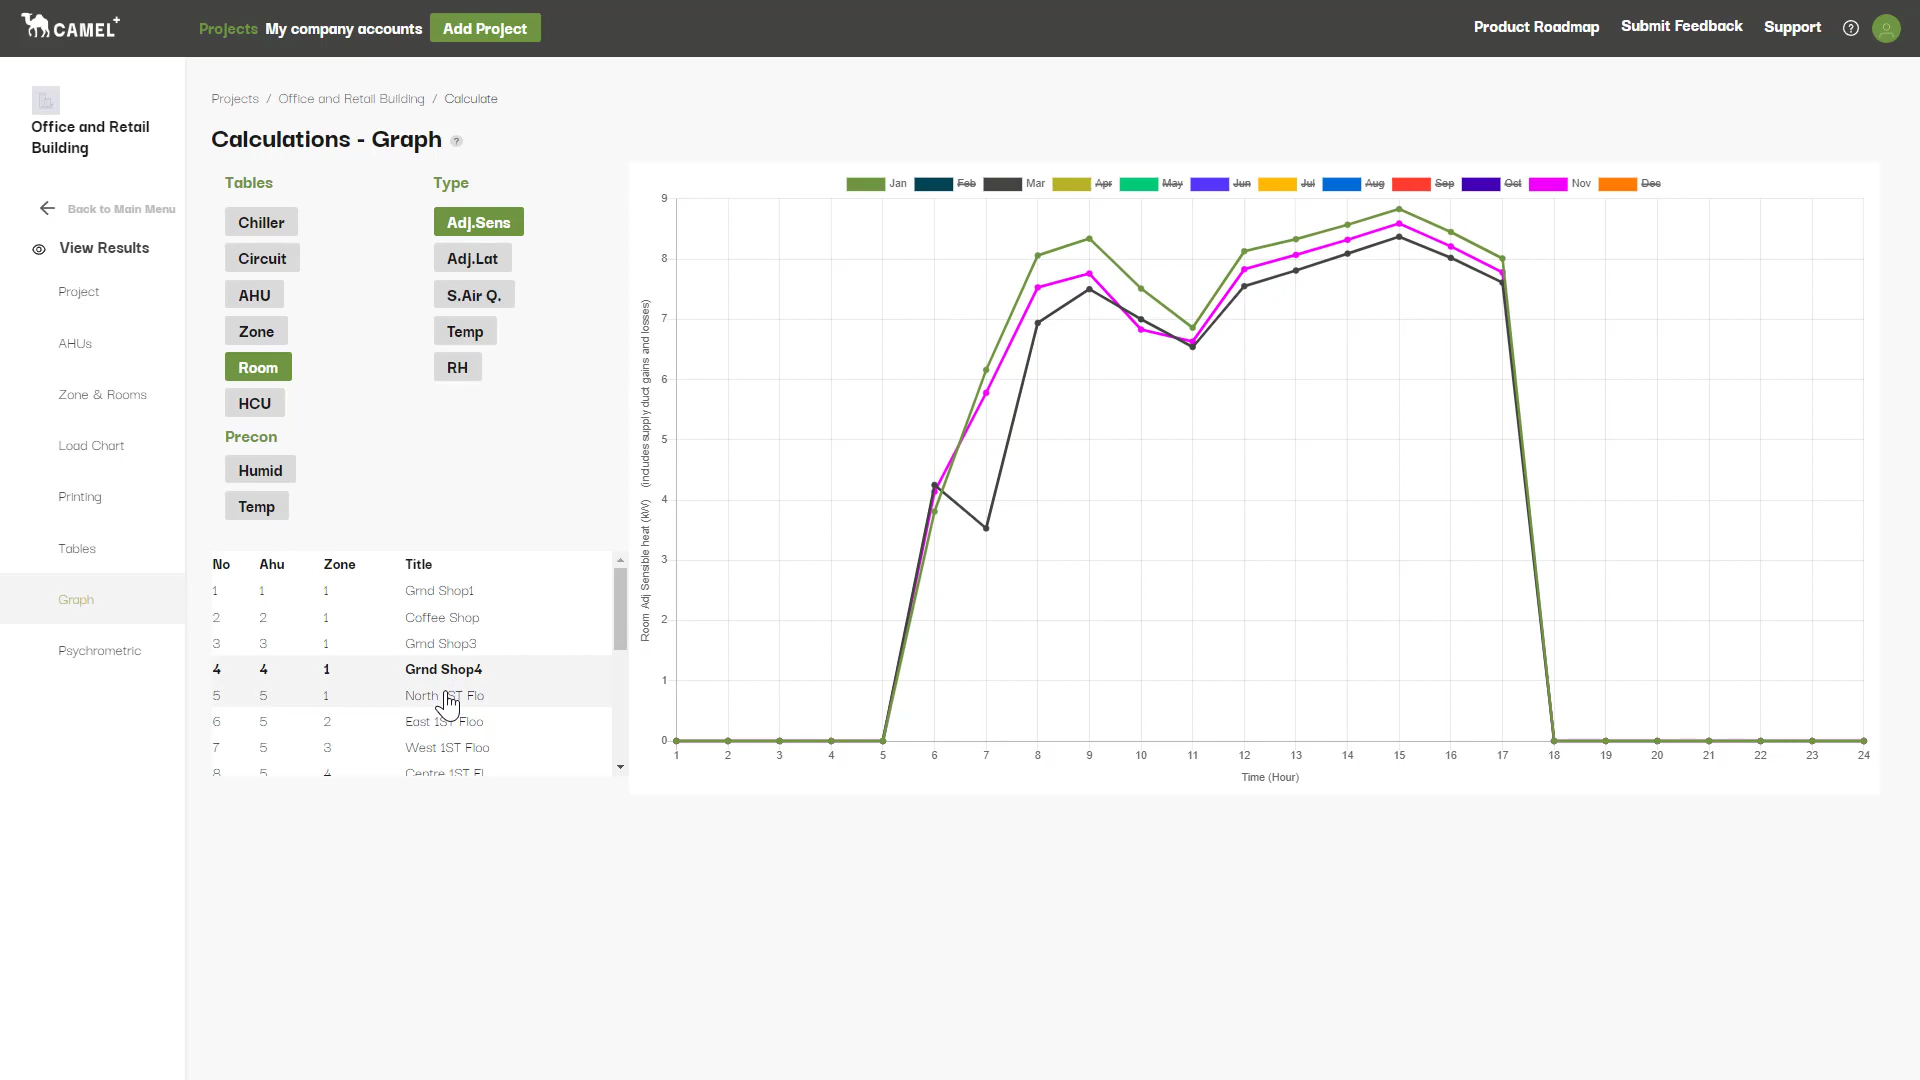 CAMEL+
Projects My company accounts Add Project
Product Roadmap Submit Feedback Support ?
Office and Retail
Building
Back to Main Menu
View Results
Project
AHUs
Zone & Rooms
Load Chart
Printing
Tables
Graph
Psychrometric
Projects / Office and Retail Building / Calculate
Calculations - Graph ?
Tables
Chiller
Circuit
AHU
Zone
Room
HCU
Precon
Humid
Temp
Type
Adj.Sens
Adj.Lat
S.Air Q.
Temp
RH
No Ahu Zone Title
1 1 1 Grnd Shop1
2 2 1 Coffee Shop
3 3 1 Grnd Shop3
4 4 1 Grnd Shop4
5 5 1 North 1ST Flo
6 5 2 East 1ST Floo
7 5 3 West 1ST Floo
8 5 4 Centre 1ST Fl
Jan Feb Mar Apr May Jun Jul Aug Sep Oct Nov Dec
Room Adj Sensible heat (kW) (includes supply duct gains and losses)
9
8
7
6
5
4
3
2
1
0
1 2 3 4 5 6 7 8 9 10 11 12 13 14 15 16 17 18 19 20 21 22 23 24
Time (Hour)